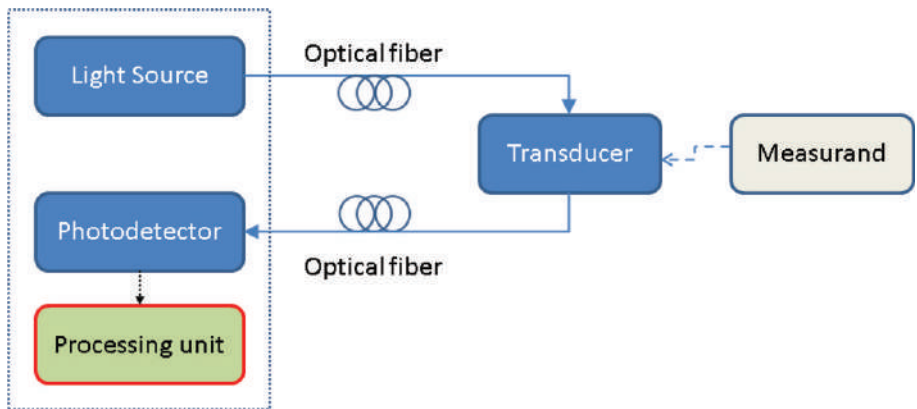 Light Source
Optical fiber
Transducer
Measurand
Photodetector
Optical fiber
Processing unit